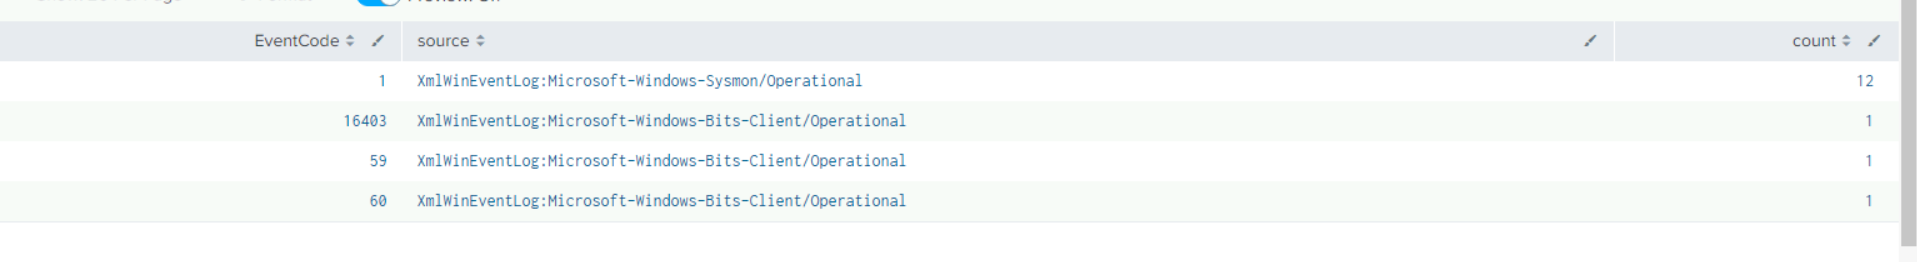 EventCode source count
1 XmlWinEventLog:Microsoft-Windows-Sysmon/Operational 12
16403 XmlWinEventLog:Microsoft-Windows-Bits-Client/Operational 1
59 XmlWinEventLog:Microsoft-Windows-Bits-Client/Operational 1
60 XmlWinEventLog:Microsoft-Windows-Bits-Client/Operational 1